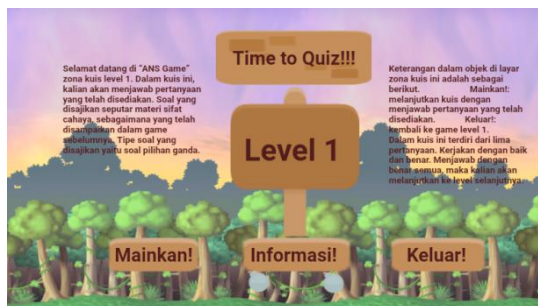 Time to Quiz!!!
Selamat datang di "ANS Game"
zona kuis level 1. Dalam kuis ini,
kalian akan menjawab pertanyaan
yang telah disediakan. Soal yang
disajikan seputar materi sifat
cahaya, sebagaimana yang telah
disampaikan dalam game
sebelumnya. Tipe soal yang
disajikan yaitu soal pilihan ganda.
Level 1
Keterangan dalam objek di layar
zona kuis ini adalah sebagai
berikut. Mainkan!:
melanjutkan kuis dengan
menjawab pertanyaan yang telah
disediakan. Keluar!:
kembali ke game level 1.
Dalam kuis ini terdiri dari lima
pertanyaan. Kerjakan dengan baik
dan benar. Menjawab dengan
benar semua, maka kalian akan
melanjutkan ke level selanjutnya.
Mainkan!
Informasi!
Keluar!